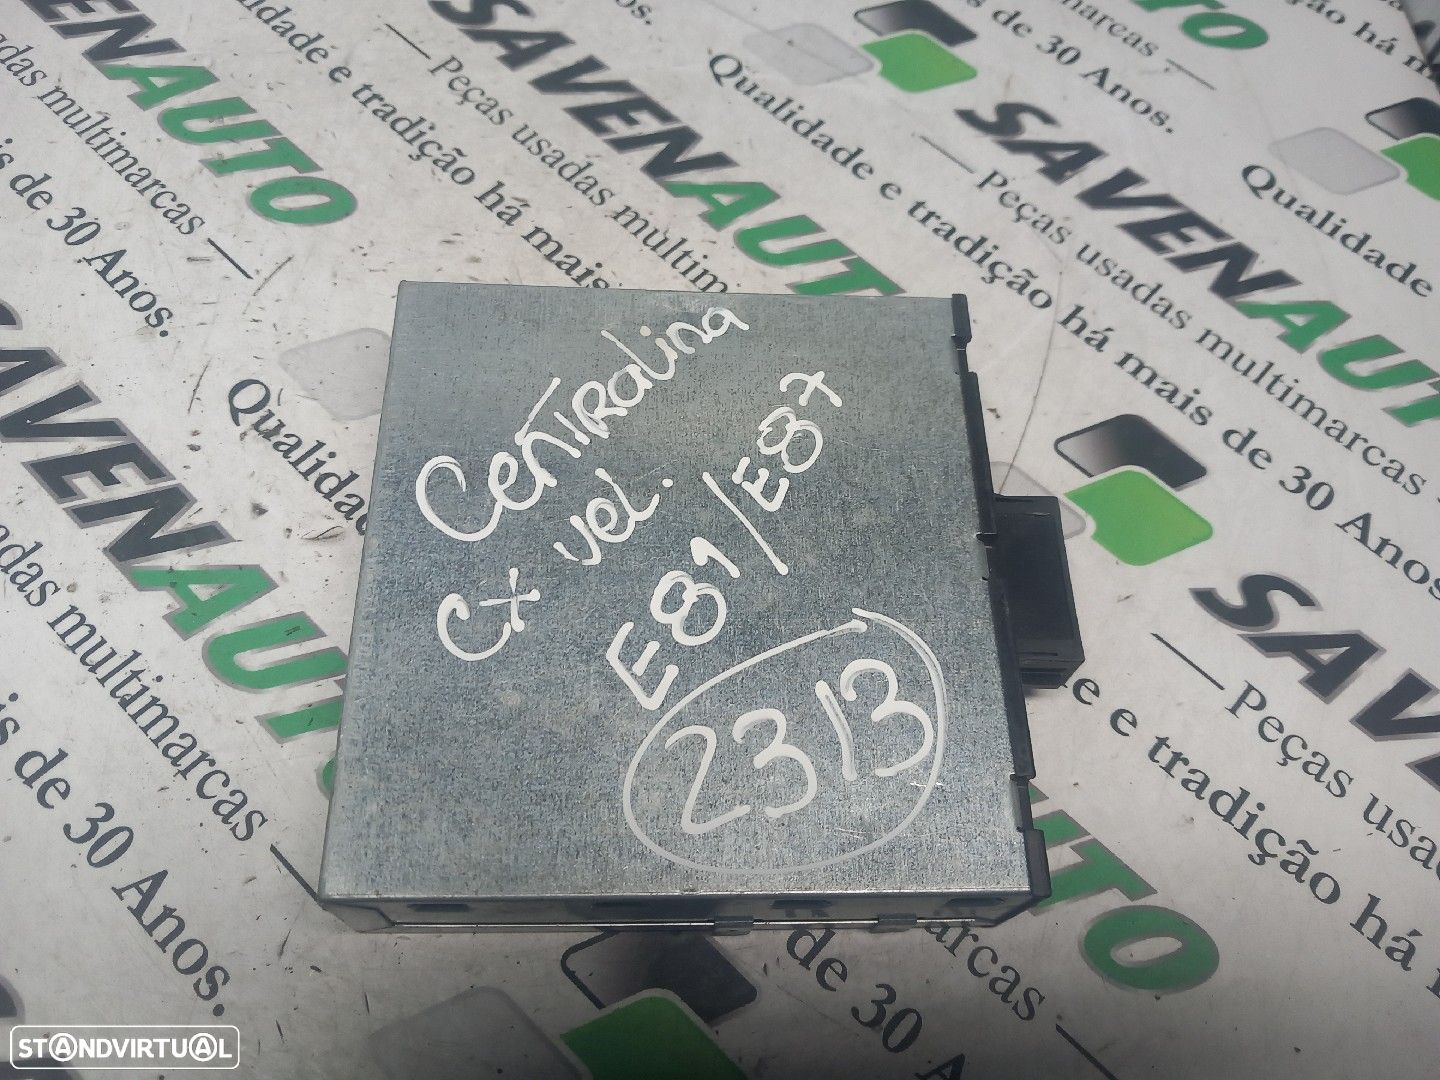 Centralina
cx vel.
E81/E87
2313
SAVENAUTO
Peças usadas multimarcas
Qualidade e tradição há mais de 30 Anos.
STANDVIRTUAL